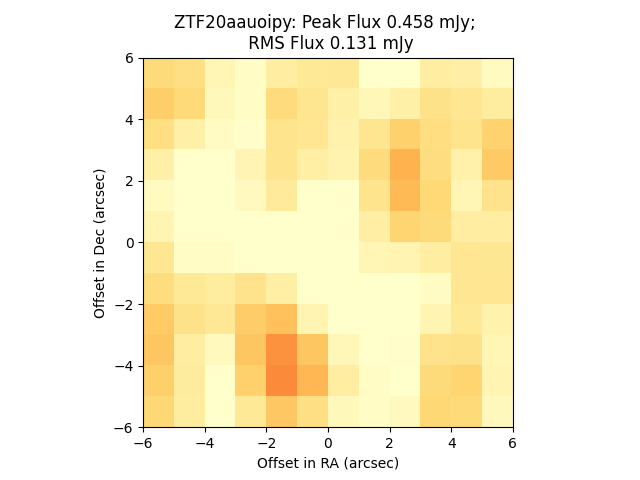 ZTF20aauoipy: Peak Flux 0.458 mJy;
RMS Flux 0.131 mJy
6
4
2
0
−2
−4
−6
Offset in Dec (arcsec)
−6 −4 −2 0 2 4 6
Offset in RA (arcsec)